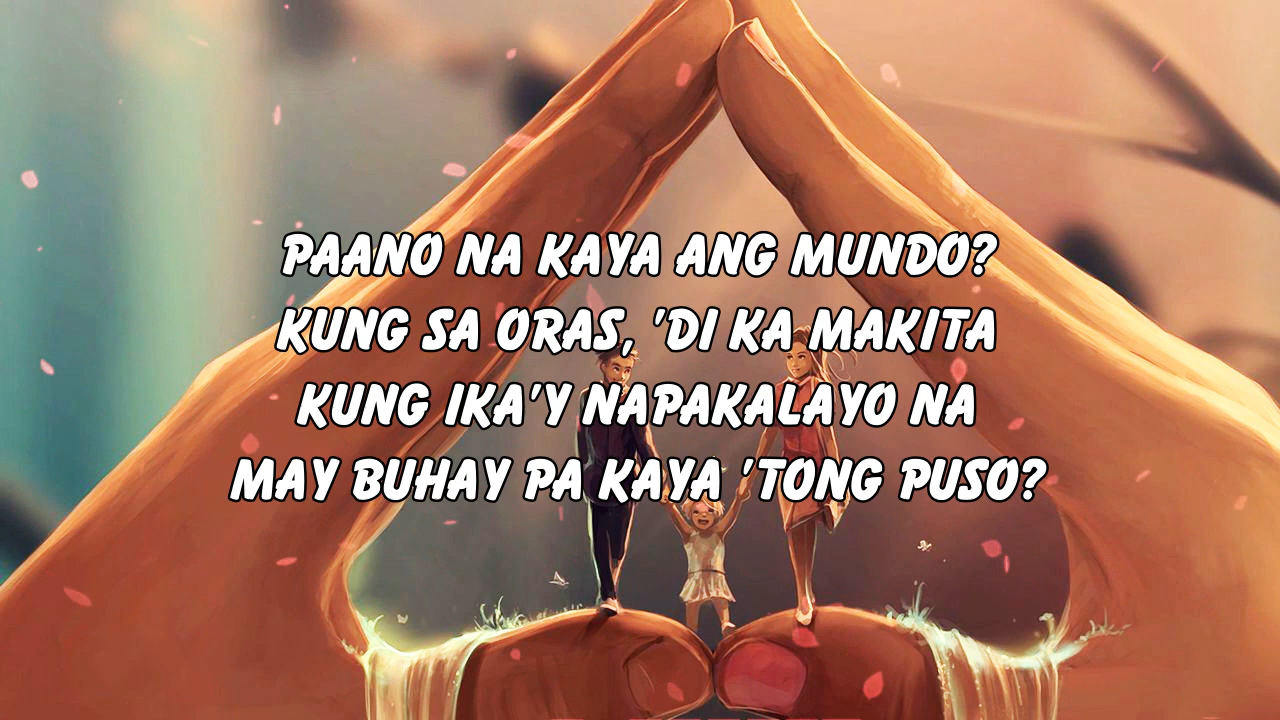 PAANO NA KAYA ANG MUNDO?
KUNG SA ORAS, 'DI KA MAKITA
KUNG IKA'Y NAPAKALAYO NA
MAY BUHAY PA KAYA 'TONG PUSO?